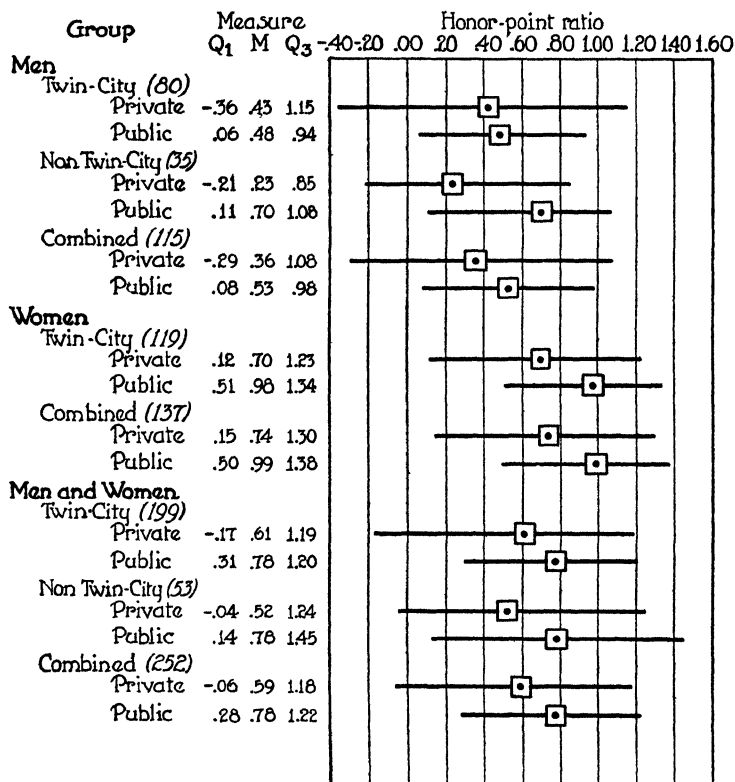 Group Measure Honor-point ratio
Q1 M Q3 -.40 -.20 .00 .20 .40 .60 .80 1.00 1.20 1.40 1.60
Men
Twin-City (80)
Private -.36 .43 1.15
Public .06 .48 .94
Non Twin-City (35)
Private -.21 .23 .85
Public .11 .70 1.08
Combined (115)
Private -.29 .36 1.08
Public .08 .53 .98
Women
Twin-City (119)
Private .12 .70 1.23
Public .51 .98 1.34
Combined (137)
Private .15 .74 1.30
Public .50 .99 1.38
Men and Women
Twin-City (199)
Private -.17 .61 1.19
Public .31 .78 1.20
Non Twin-City (53)
Private -.04 .52 1.24
Public .14 .78 1.45
Combined (252)
Private -.06 .59 1.18
Public .28 .78 1.22